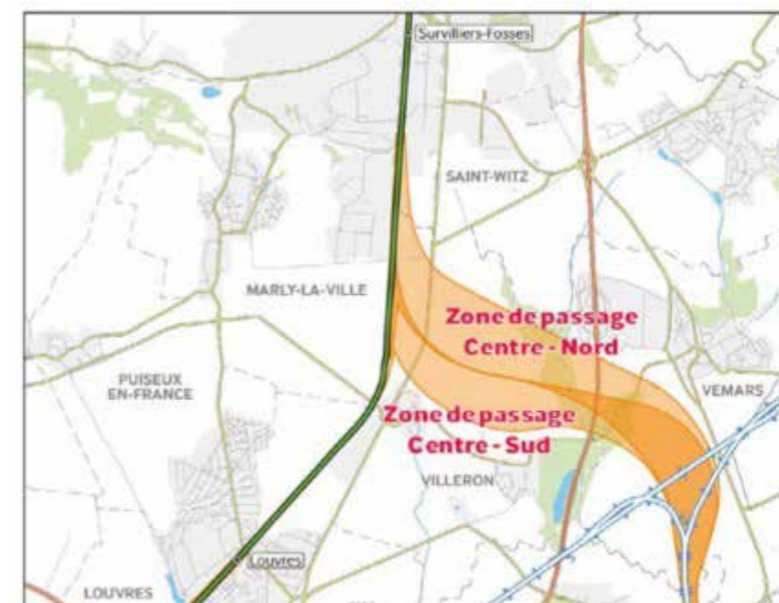 Survilliers-Fosses
SAINT-WITZ
MARLY-LA-VILLE
Zone de passage
Centre - Nord
PUISEUX
EN-FRANCE
VEMARS
Zone de passage
Centre - Sud
VILLERON
Louvres
LOUVRES